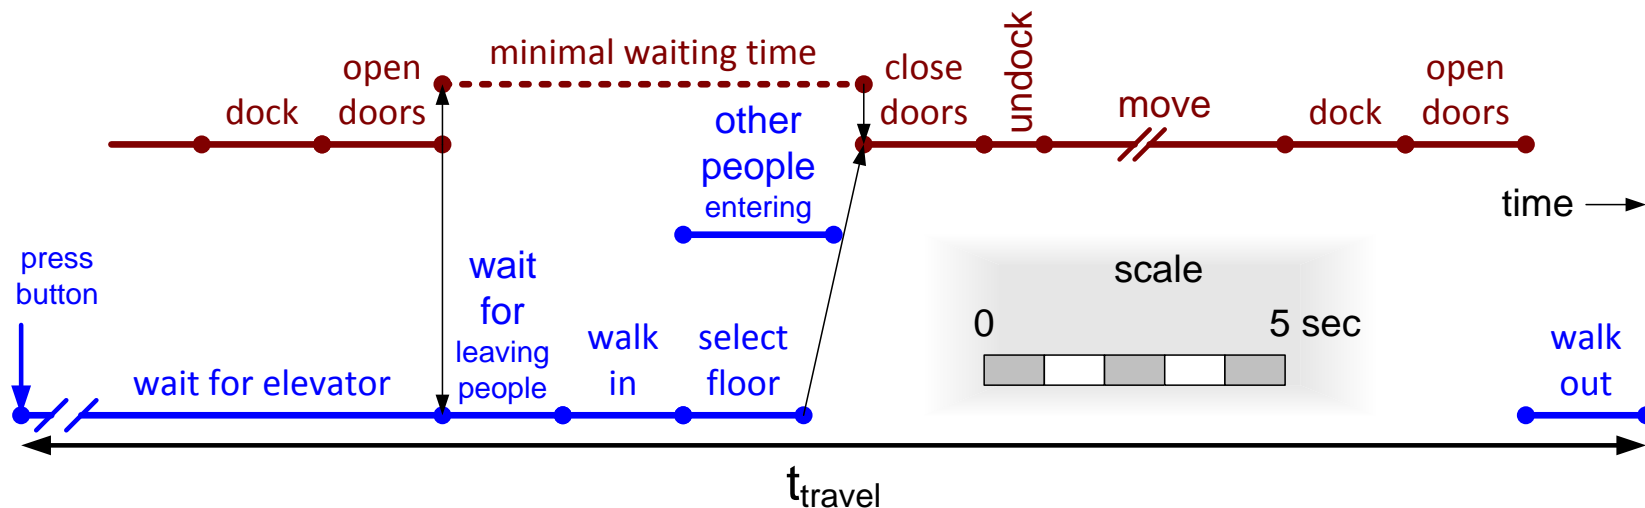 minimal waiting time
open
doors
dock
close
doors
undock
move
dock
open
doors
other
people
entering
time
press
button
wait for elevator
wait
for
leaving
people
walk
in
select
floor
scale
0
5 sec
walk
out
t travel